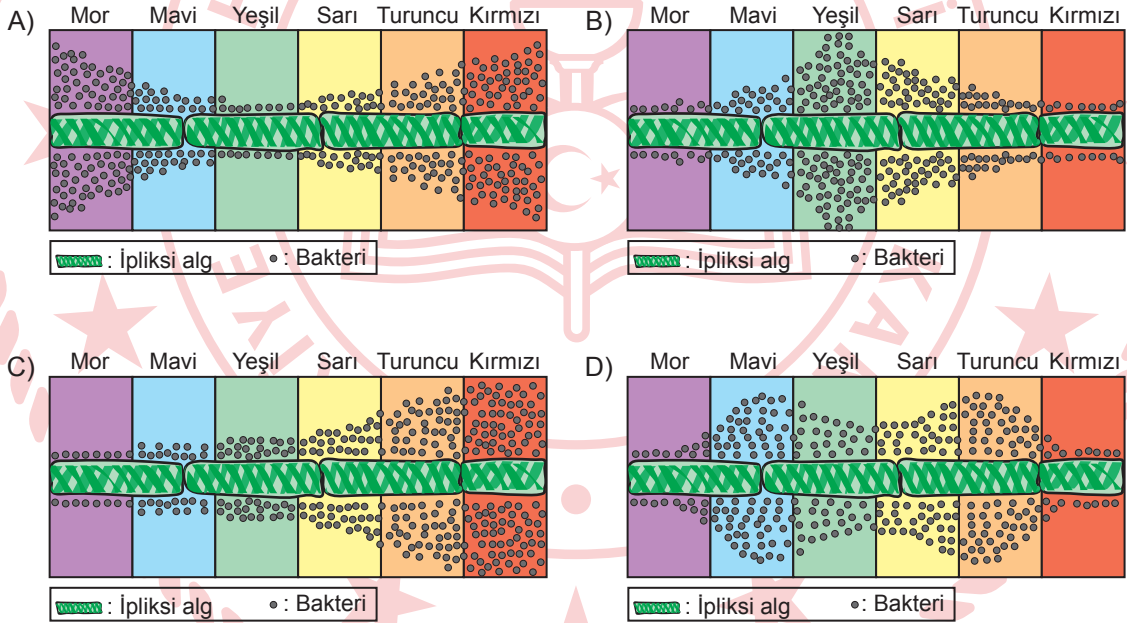 A) Mor Mavi Yeşil Sarı Turuncu Kırmızı
: İpliksi alg : Bakteri
B) Mor Mavi Yeşil Sarı Turuncu Kırmızı
: İpliksi alg : Bakteri
C) Mor Mavi Yeşil Sarı Turuncu Kırmızı
: İpliksi alg : Bakteri
D) Mor Mavi Yeşil Sarı Turuncu Kırmızı
: İpliksi alg : Bakteri